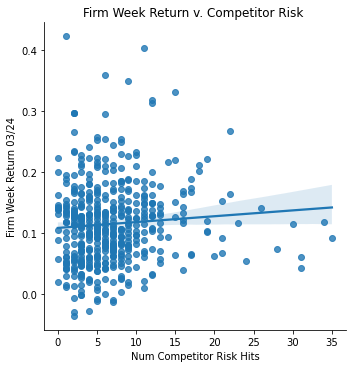 Firm Week Return v. Competitor Risk
Firm Week Return 03/24
0.4
0.3
0.2
0.1
0.0
0 5 10 15 20 25 30 35
Num Competitor Risk Hits